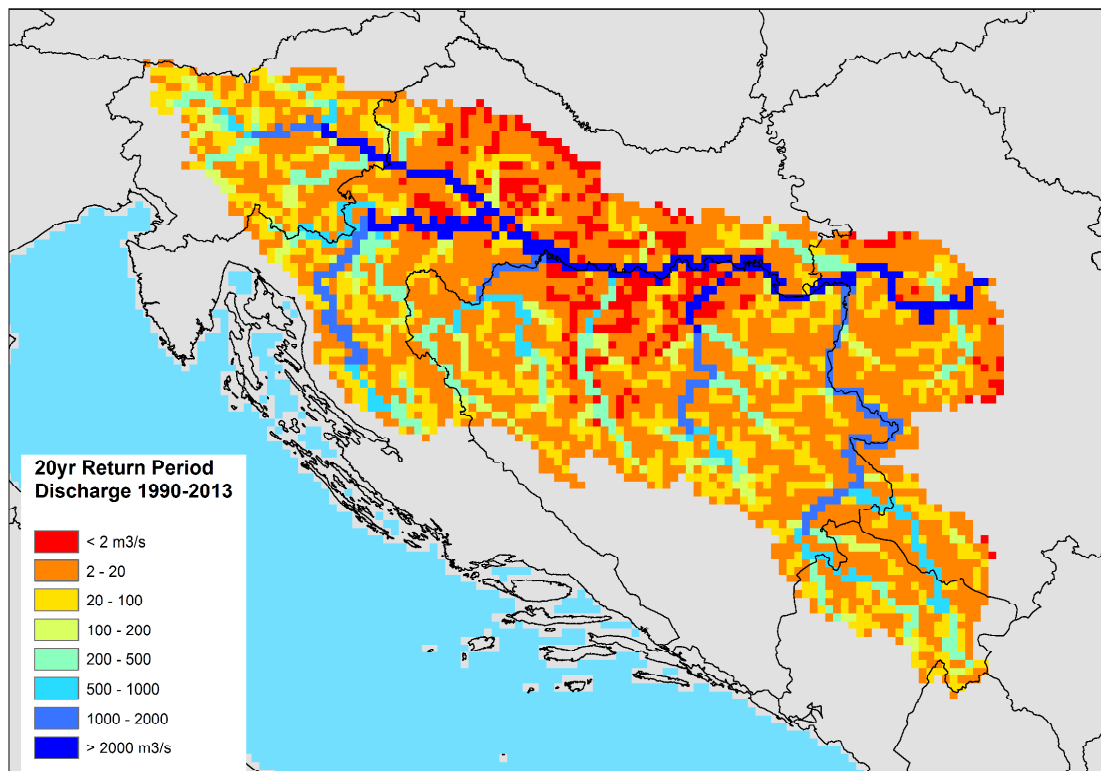 20yr Return Period
Discharge 1990-2013
< 2 m3/s
2 - 20
20 - 100
100 - 200
200 - 500
500 - 1000
1000 - 2000
> 2000 m3/s